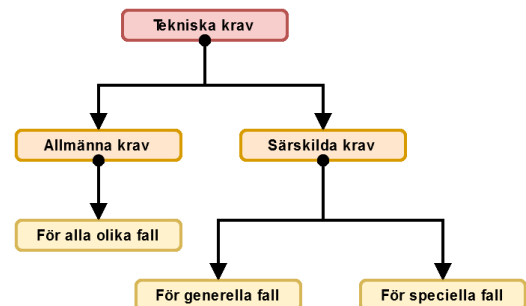 Tekniska krav
Allmänna krav
Särskilda krav
För alla olika fall
För generella fall
För speciella fall